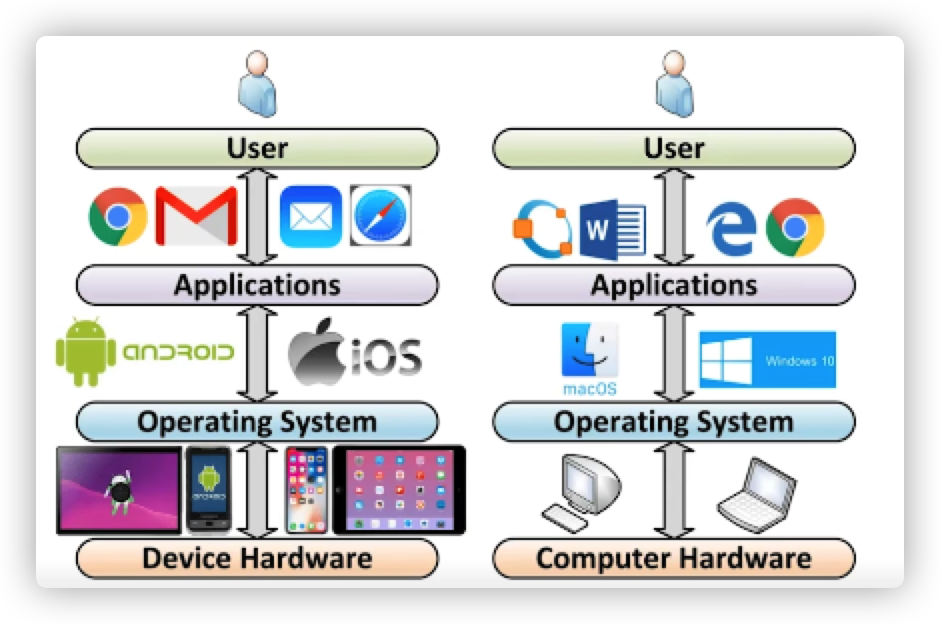 User
User
W
Applications
Applications
ANDROID
iOS
macOS
Windows 10
Operating System
Operating System
ANDROID
Device Hardware
Computer Hardware